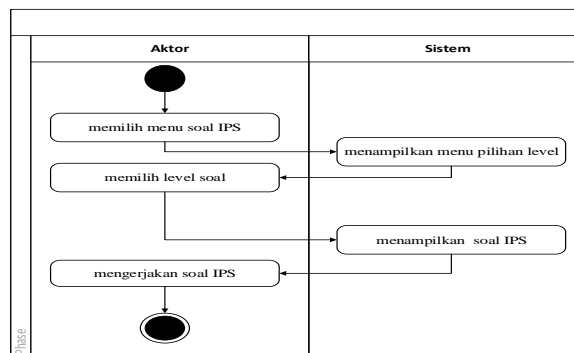 Aktor
Sistem
memilih menu soal IPS
menampilkan menu pilihan level
memilih level soal
menampilkan soal IPS
mengerjakan soal IPS
Phase